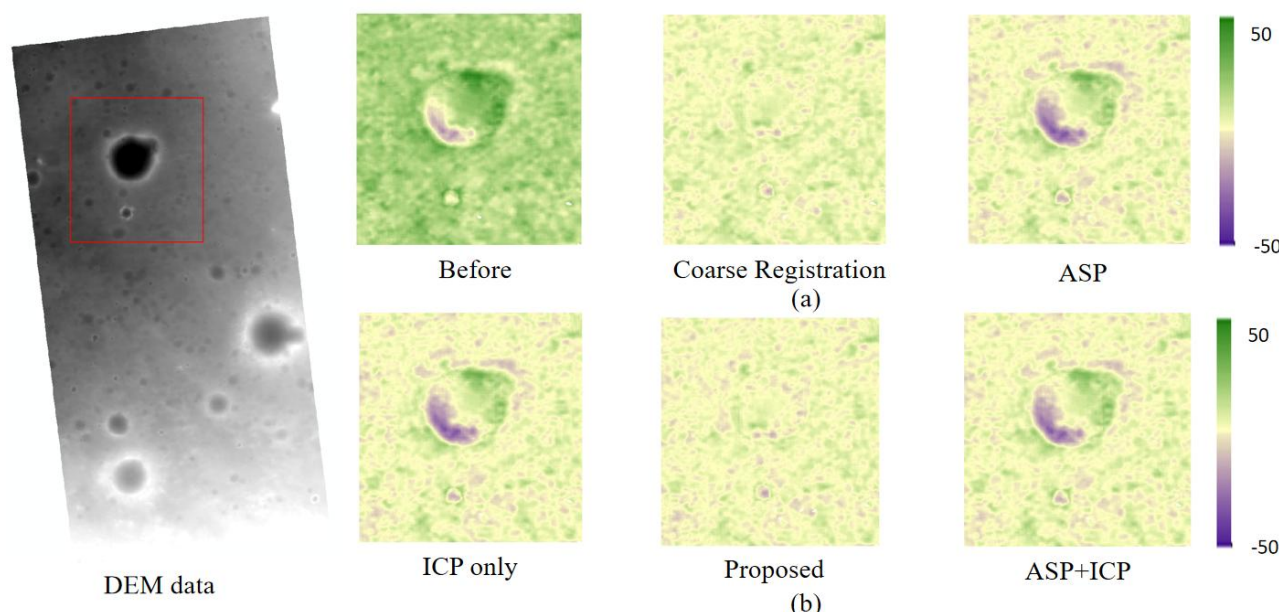 50
-50
Before
Coarse Registration
ASP
(a)
50
-50
ICP only
Proposed
ASP+ICP
DEM data
(b)